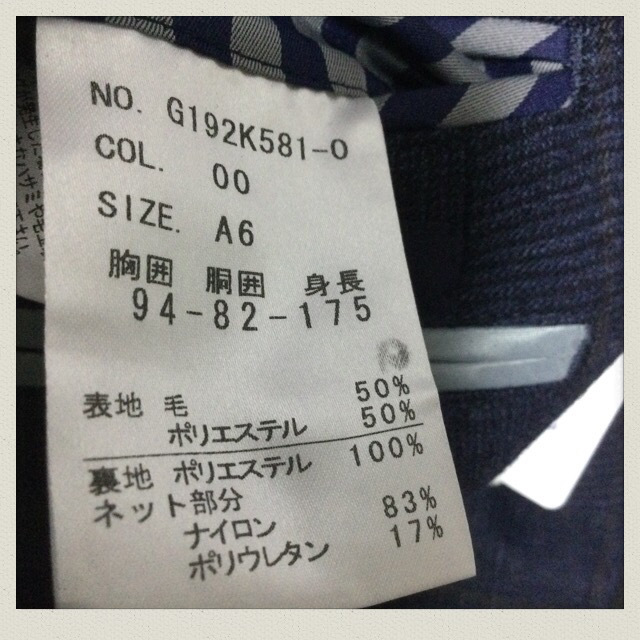 NO. G192K581-0
COL. 00
SIZE. A6
胸囲 胴囲 身長
94-82-175
表地 毛 50%
ポリエステル 50%
裏地 ポリエステル 100%
ネット部分
ナイロン 83%
ポリウレタン 17%